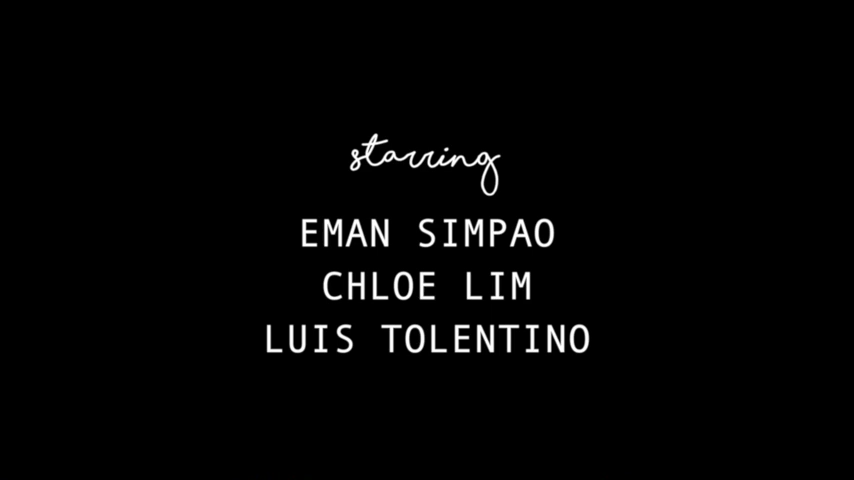 starring
EMAN SIMPAO
CHLOE LIM
LUIS TOLENTINO